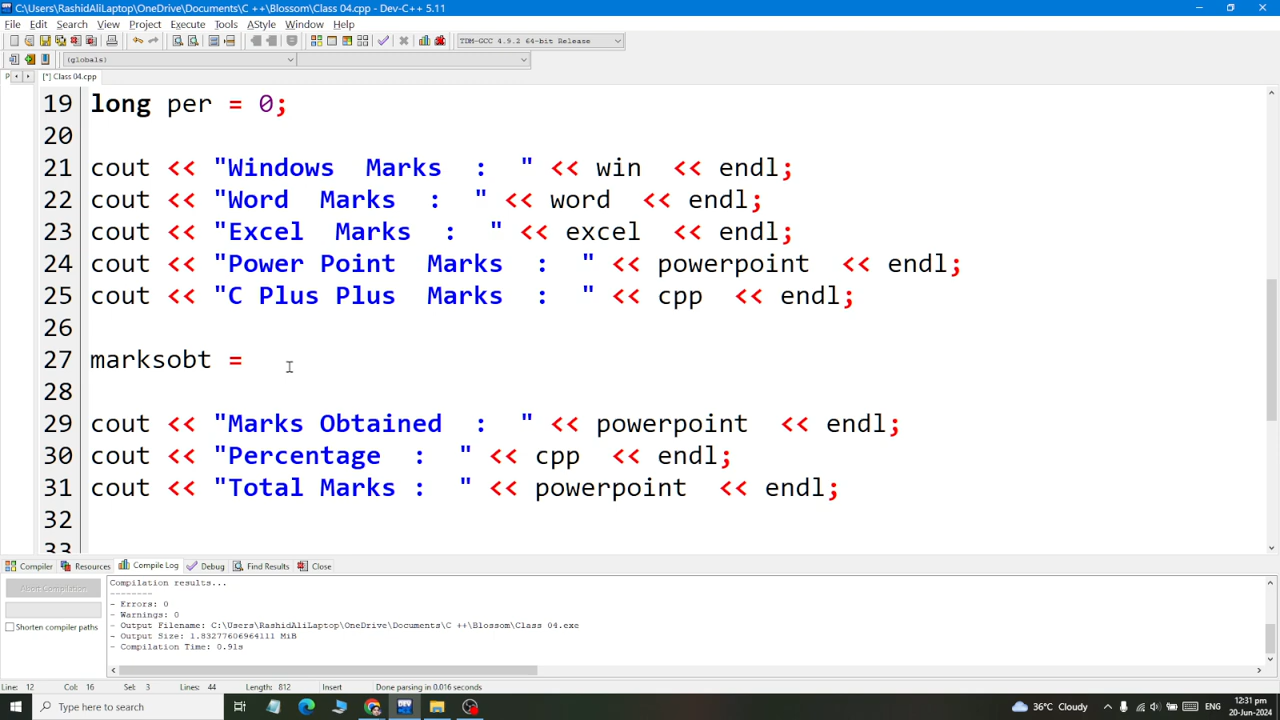 C:\Users\RashidAliLaptop\OneDrive\Documents\C ++\Blossom\Class 04.cpp - Dev-C++ 5.11
File Edit Search View Project Execute Tools AStyle Window Help
TDM-GCC 4.9.2 64-bit Release
(globals)
P [*] Class 04.cpp
19 long per = 0;
20
21 cout << "Windows  Marks  :  " << win  << endl;
22 cout << "Word  Marks  :  " << word  << endl;
23 cout << "Excel  Marks  :  " << excel  << endl;
24 cout << "Power Point  Marks  :  " << powerpoint  << endl;
25 cout << "C Plus Plus  Marks  :  " << cpp  << endl;
26
27 marksobt =
28
29 cout << "Marks Obtained  :  " << powerpoint  << endl;
30 cout << "Percentage  :  " << cpp  << endl;
31 cout << "Total Marks :  " << powerpoint  << endl;
32
33
Compiler Resources Compile Log Debug Find Results Close
Abort Compilation
Shorten compiler paths
Compilation results...
--------
- Errors: 0
- Warnings: 0
- Output Filename: C:\Users\RashidAliLaptop\OneDrive\Documents\C ++\Blossom\Class 04.exe
- Output Size: 1.83277606964111 MiB
- Compilation Time: 0.91s
Line: 12 Col: 16 Sel: 3 Lines: 44 Length: 812 Insert Done parsing in 0.016 seconds
Type here to search
DEV
36°C Cloudy
ENG
12:31 pm
20-Jun-2024